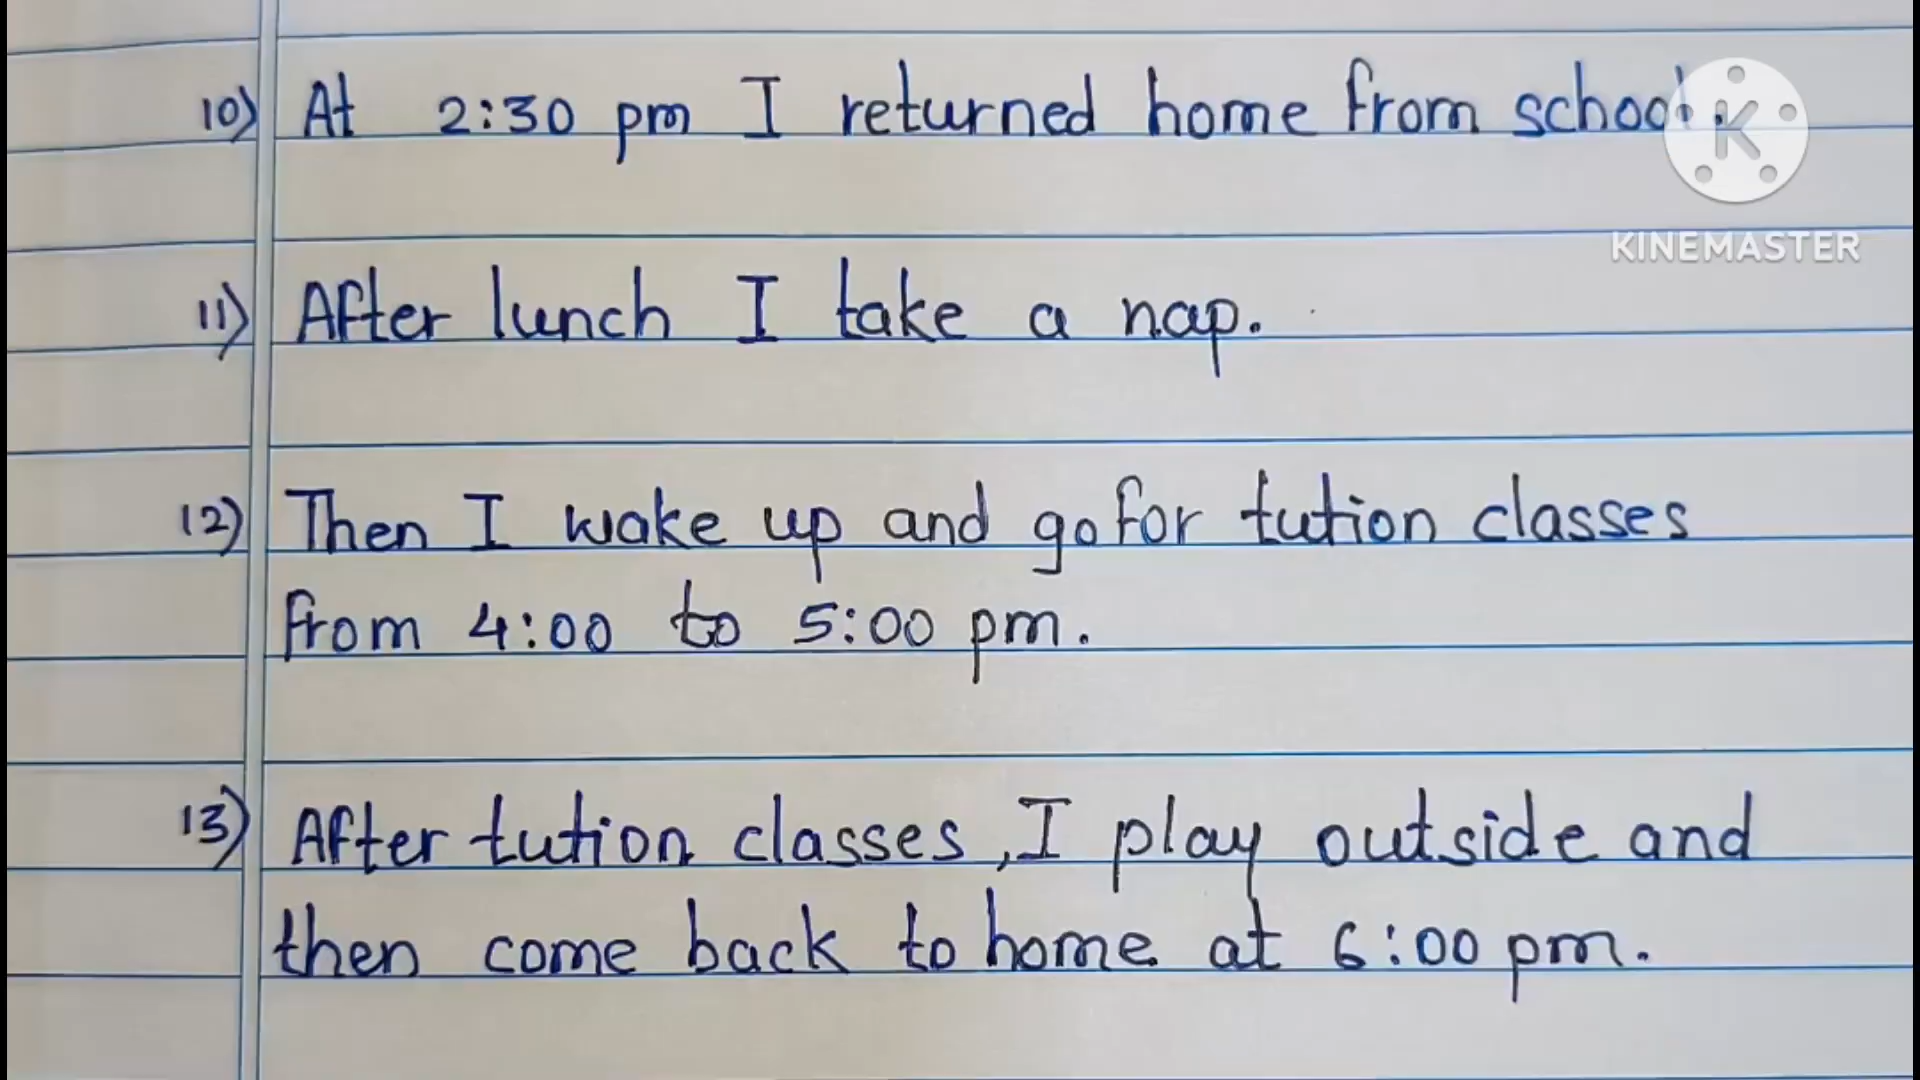 10) At 2:30 pm I returned home from school.
KINEMASTER
11) After lunch I take a nap.
12) Then I wake up and go for tution classes
from 4:00 to 5:00 pm.
13) After tution classes, I play outside and
then come back to home at 6:00 pm.